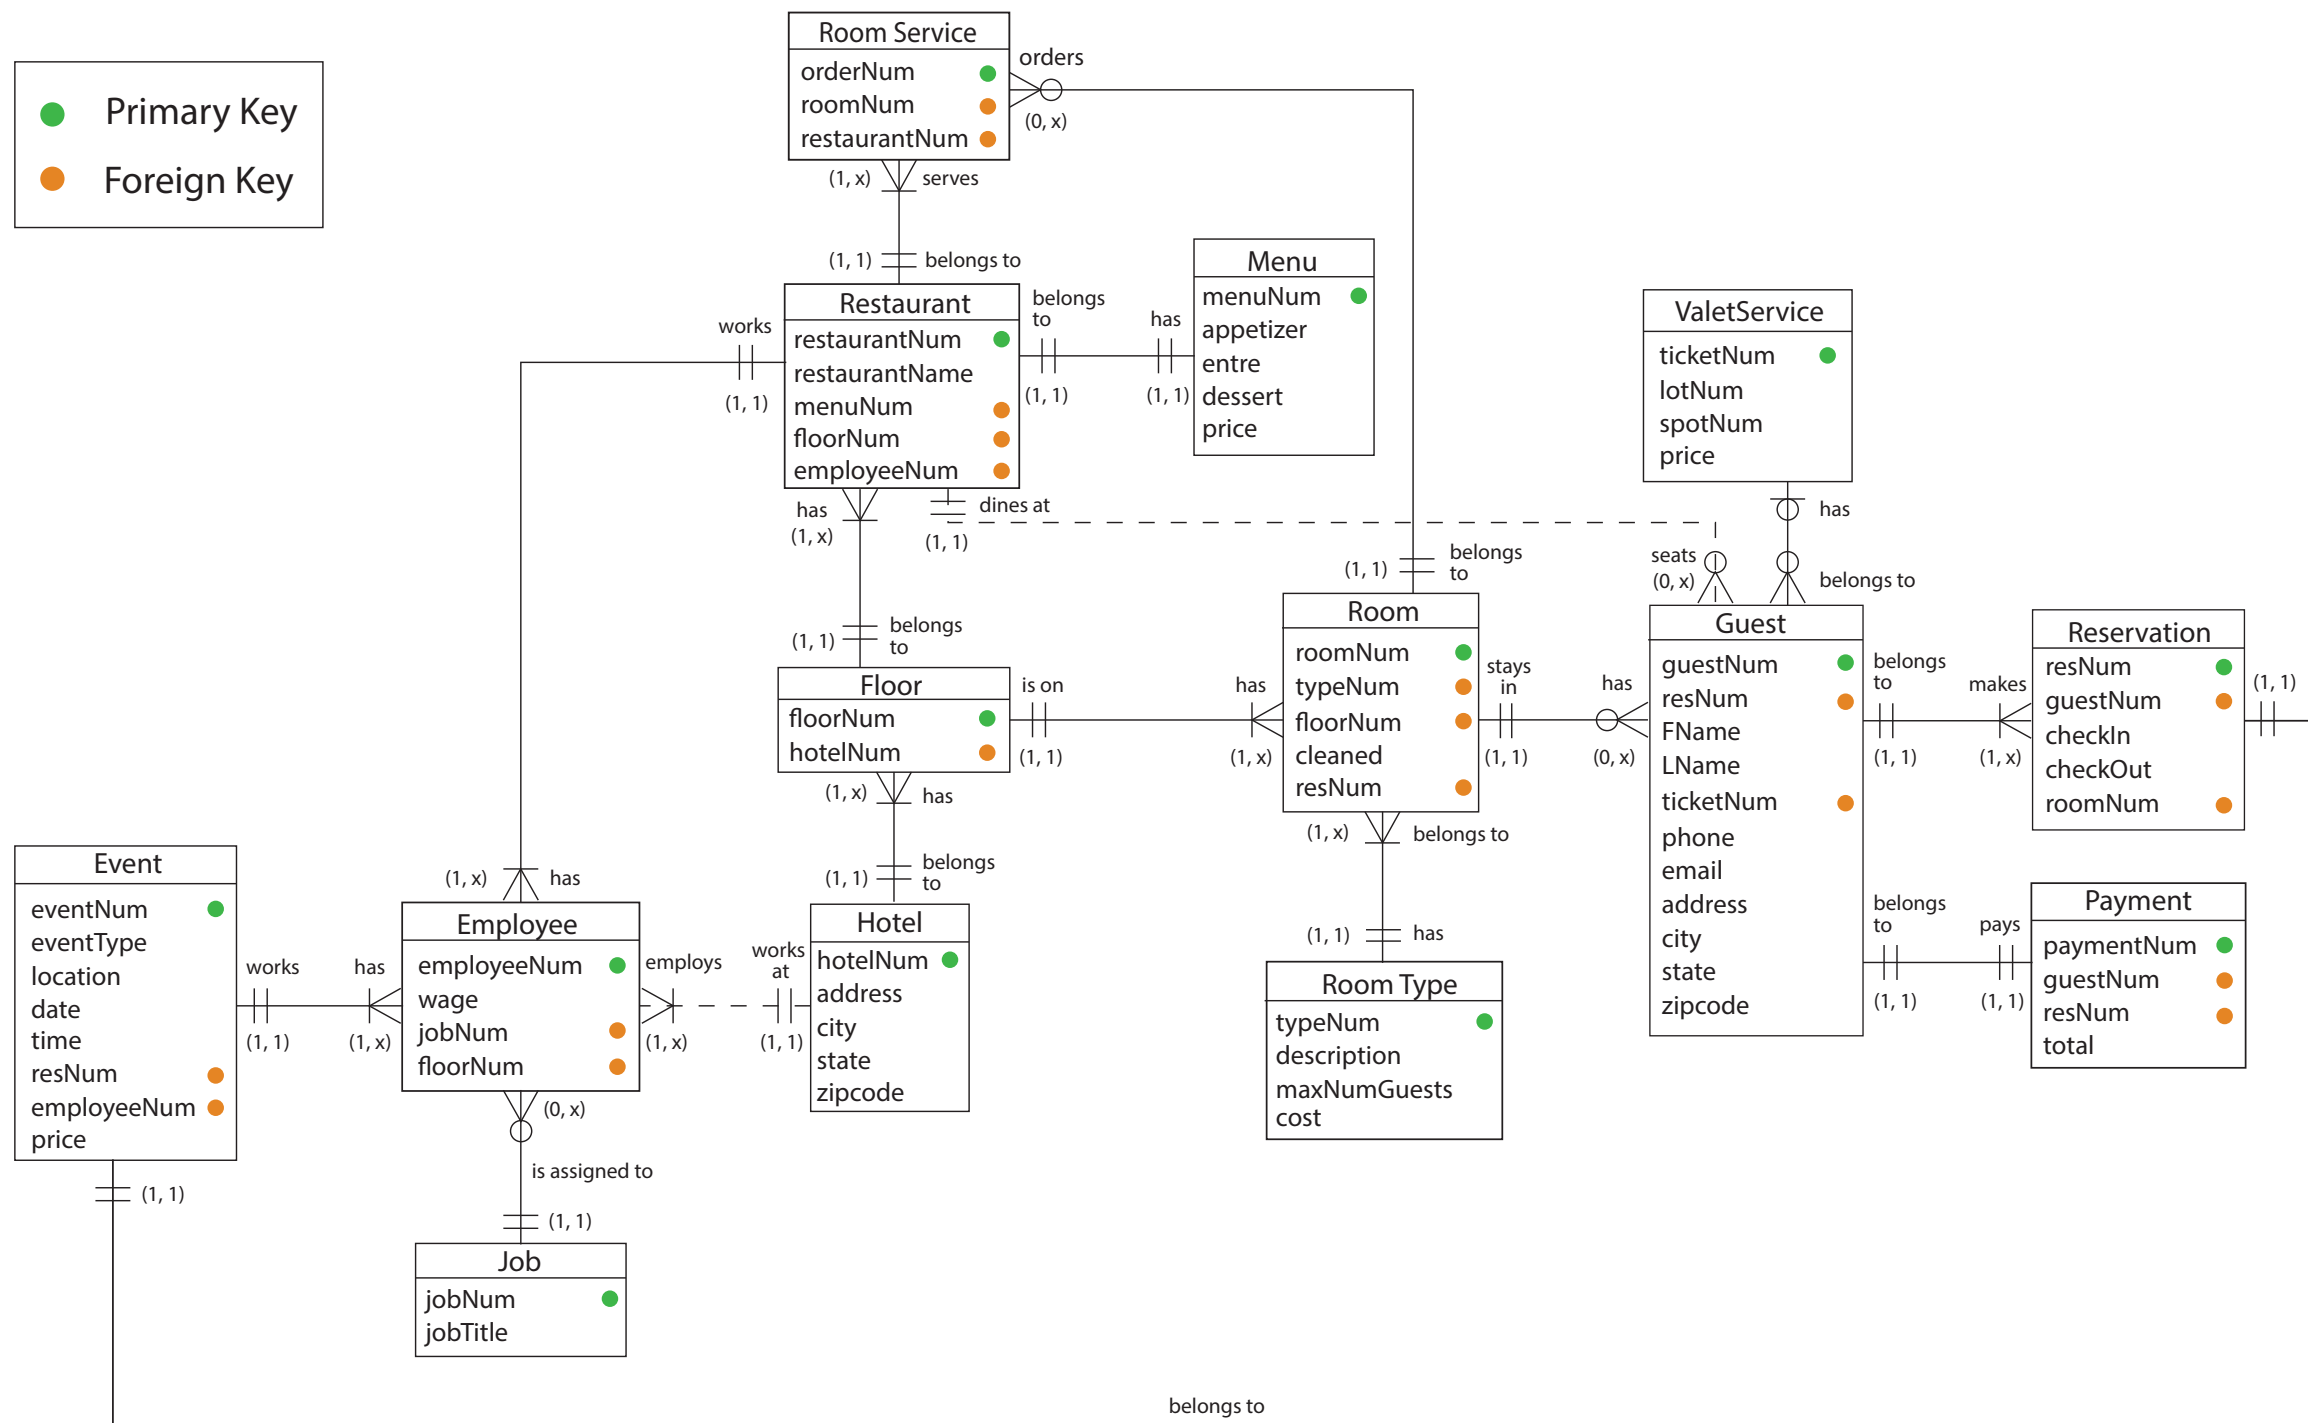 Primary Key
Foreign Key
Room Service
orderNum
roomNum
restaurantNum
orders
(0, x)
(1, x)
serves
(1, 1)
belongs to
Restaurant
restaurantNum
restaurantName
menuNum
floorNum
employeeNum
works
(1, 1)
belongs
to
(1, 1)
has
(1, 1)
Menu
menuNum
appetizer
entre
dessert
price
ValetService
ticketNum
lotNum
spotNum
price
has
belongs to
has
(1, x)
dines at
(1, 1)
seats
(0, x)
(1, 1)
belongs
to
(1, 1)
belongs
to
Floor
floorNum
hotelNum
is on
(1, 1)
has
(1, x)
Room
roomNum
typeNum
floorNum
cleaned
resNum
stays
in
(1, 1)
has
(0, x)
Guest
guestNum
resNum
FName
LName
ticketNum
phone
email
address
city
state
zipcode
belongs
to
(1, 1)
makes
(1, x)
Reservation
resNum
guestNum
checkIn
checkOut
roomNum
(1, 1)
belongs
to
(1, 1)
pays
(1, 1)
Payment
paymentNum
guestNum
resNum
total
(1, x)
has
(1, 1)
belongs
to
(1, x)
belongs to
(1, 1)
has
Room Type
typeNum
description
maxNumGuests
cost
Event
eventNum
eventType
location
date
time
resNum
employeeNum
price
works
(1, 1)
has
(1, x)
(1, x)
has
Employee
employeeNum
wage
jobNum
floorNum
employs
(1, x)
works
at
(1, 1)
Hotel
hotelNum
address
city
state
zipcode
(0, x)
is assigned to
(1, 1)
(1, 1)
Job
jobNum
jobTitle
belongs to